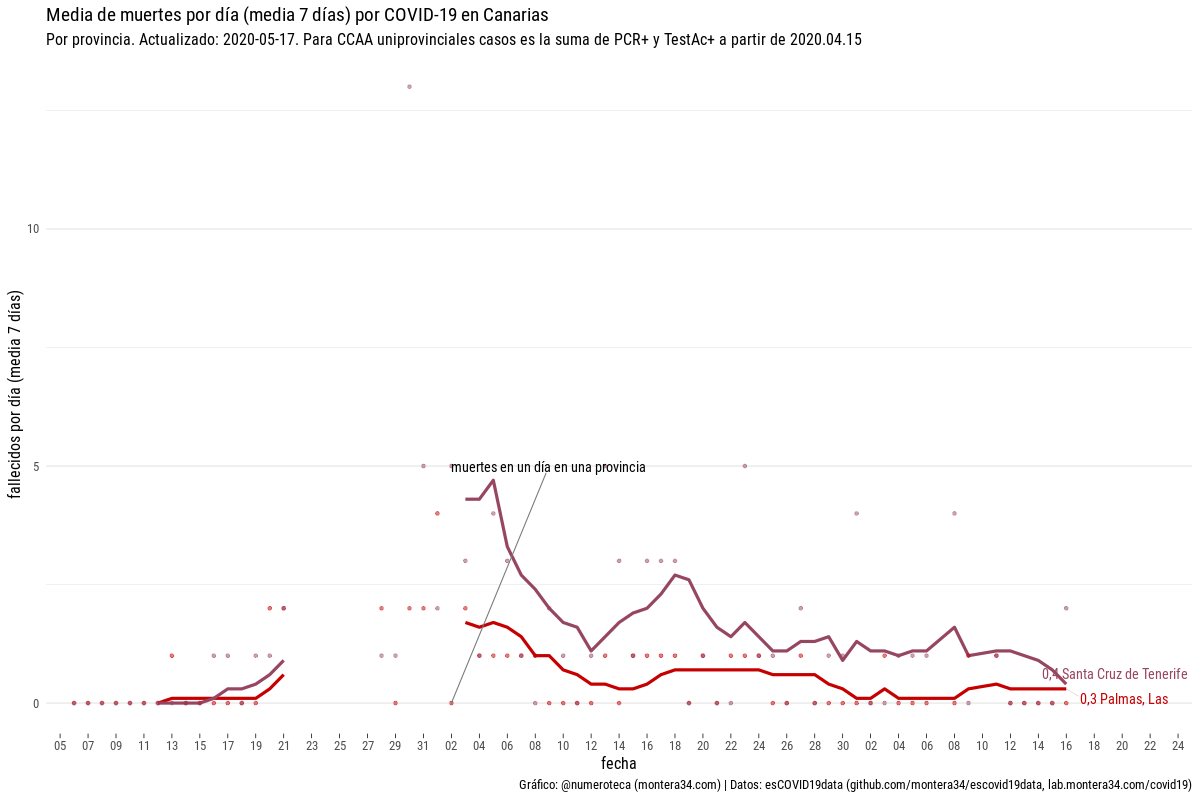 Media de muertes por día (media 7 días) por COVID-19 en Canarias
Por provincia. Actualizado: 2020-05-17. Para CCAA uniprovinciales casos es la suma de PCR+ y TestAc+ a partir de 2020.04.15
fallecidos por día (media 7 días)
10
5
0
muertes en un día en una provincia
0,4 Santa Cruz de Tenerife
0,3 Palmas, Las
05 07 09 11 13 15 17 19 21 23 25 27 29 31 02 04 06 08 10 12 14 16 18 20 22 24 26 28 30 02 04 06 08 10 12 14 16 18 20 22 24
fecha
Gráfico: @numeroteca (montera34.com) | Datos: esCOVID19data (github.com/montera34/escovid19data, lab.montera34.com/covid19)